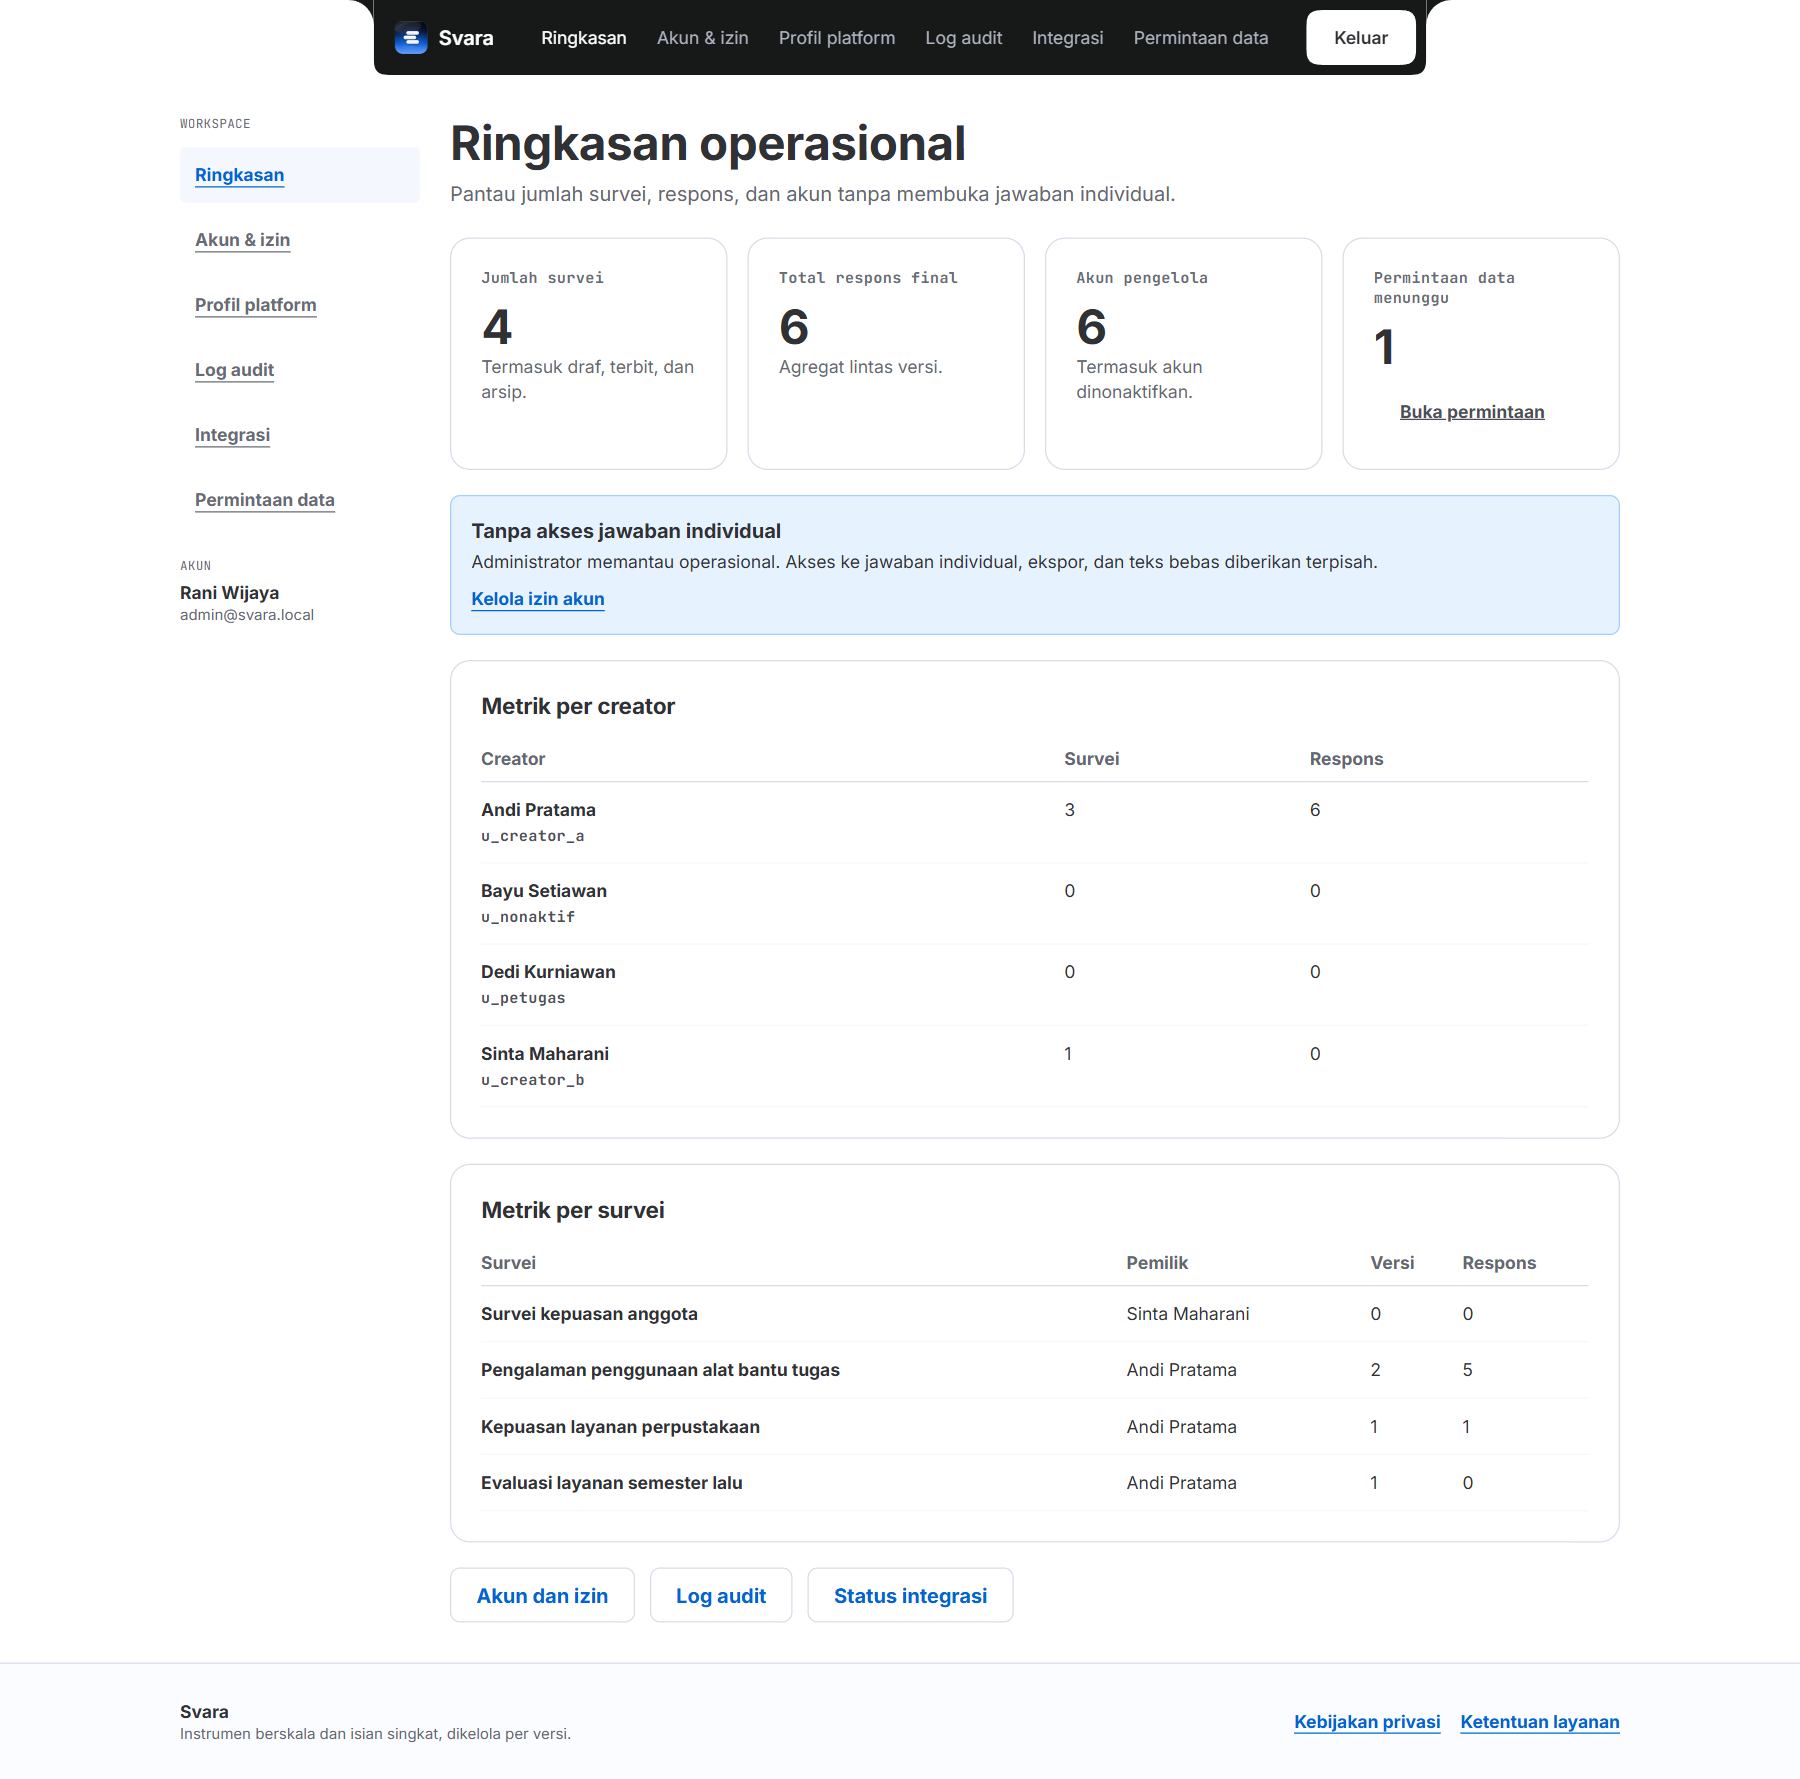 Svara
Ringkasan
Akun & izin
Profil platform
Log audit
Integrasi
Permintaan data
Keluar
WORKSPACE
Ringkasan
Akun & izin
Profil platform
Log audit
Integrasi
Permintaan data
AKUN
Rani Wijaya
admin@svara.local
Ringkasan operasional
Pantau jumlah survei, respons, dan akun tanpa membuka jawaban individual.
Jumlah survei
4
Termasuk draf, terbit, dan
arsip.
Total respons final
6
Agregat lintas versi.
Akun pengelola
6
Termasuk akun
dinonaktifkan.
Permintaan data
menunggu
1
Buka permintaan
Tanpa akses jawaban individual
Administrator memantau operasional. Akses ke jawaban individual, ekspor, dan teks bebas diberikan terpisah.
Kelola izin akun
Metrik per creator
Creator Survei Respons
Andi Pratama 3 6
u_creator_a
Bayu Setiawan 0 0
u_nonaktif
Dedi Kurniawan 0 0
u_petugas
Sinta Maharani 1 0
u_creator_b
Metrik per survei
Survei Pemilik Versi Respons
Survei kepuasan anggota Sinta Maharani 0 0
Pengalaman penggunaan alat bantu tugas Andi Pratama 2 5
Kepuasan layanan perpustakaan Andi Pratama 1 1
Evaluasi layanan semester lalu Andi Pratama 1 0
Akun dan izin
Log audit
Status integrasi
Svara
Instrumen berskala dan isian singkat, dikelola per versi.
Kebijakan privasi
Ketentuan layanan